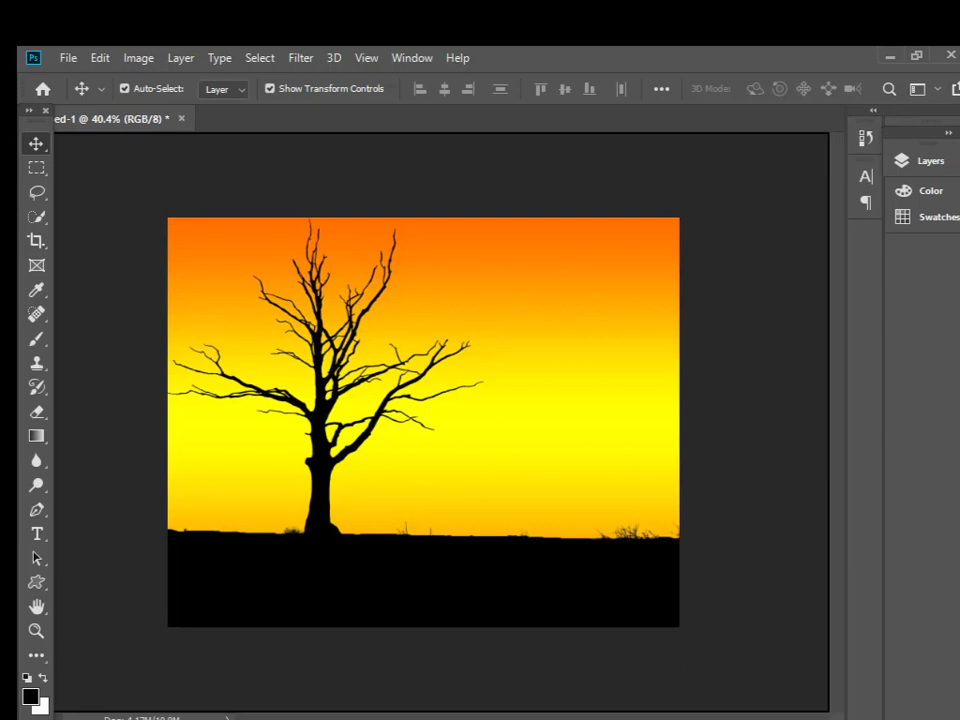 Ps File Edit Image Layer Type Select Filter 3D View Window Help
Auto-Select: Layer Show Transform Controls 3D Mode:
ed-1 @ 40.4% (RGB/8) *
Layers
Color
Swatches